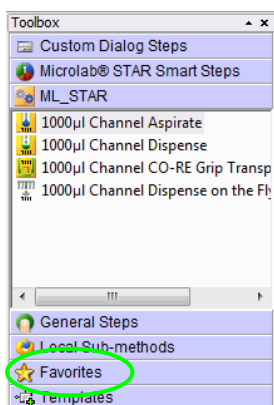 Toolbox
Custom Dialog Steps
Microlab® STAR Smart Steps
ML_STAR
1000µl Channel Aspirate
1000µl Channel Dispense
1000µl Channel CO-RE Grip Transp
1000µl Channel Dispense on the Fly
General Steps
Local Sub-methods
Favorites
Templates